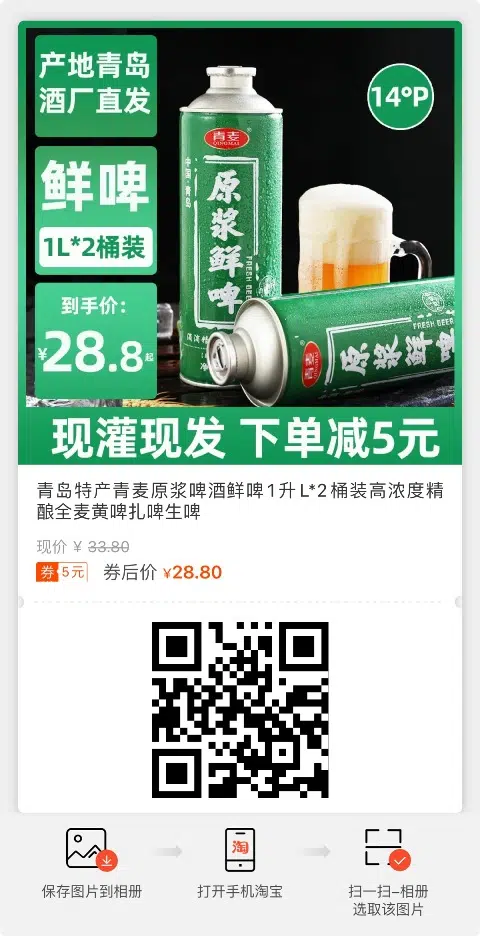 产地青岛
酒厂直发
14°P
鲜啤
1L*2桶装
到手价：
¥28.8起
青麦
QINGMAI
中国·青岛
原浆鲜啤
FRESH BEER
青麦
原浆鲜啤
FRESH BEER
现灌现发 下单减5元
青岛特产青麦原浆啤酒鲜啤1升L*2桶装高浓度精
酿全麦黄啤扎啤生啤
现价 ¥ 33.80
券 5元 券后价 ¥28.80
淘
保存图片到相册
打开手机淘宝
扫一扫-相册
选取该图片